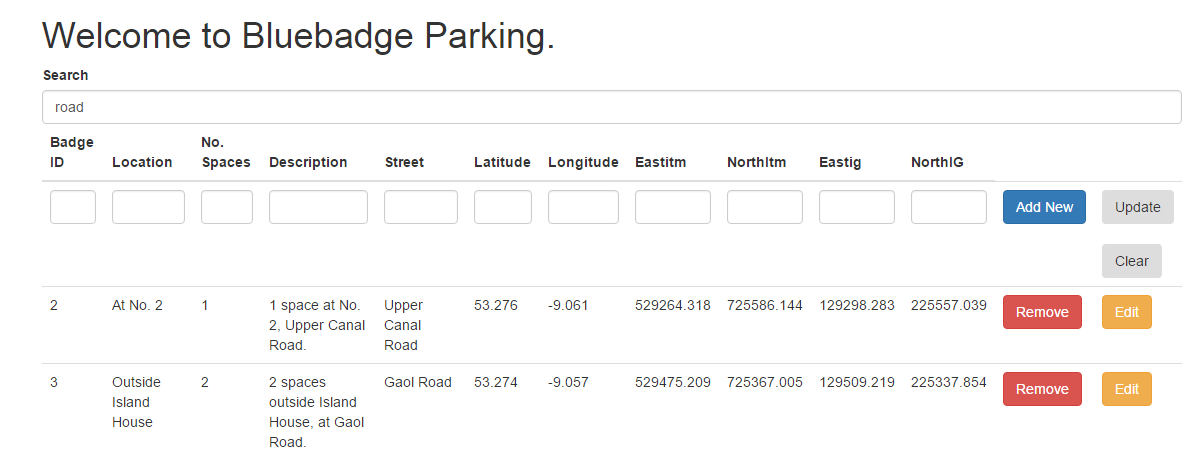 Welcome to Bluebadge Parking.
Search
road
Badge ID Location No. Spaces Description Street Latitude Longitude Eastitm NorthItm Eastig NorthIG
Add New Update
Clear
2 At No. 2 1 1 space at No. 2, Upper Canal Road. Upper Canal Road 53.276 -9.061 529264.318 725586.144 129298.283 225557.039 Remove Edit
3 Outside Island House 2 2 spaces outside Island House, at Gaol Road. Gaol Road 53.274 -9.057 529475.209 725367.005 129509.219 225337.854 Remove Edit